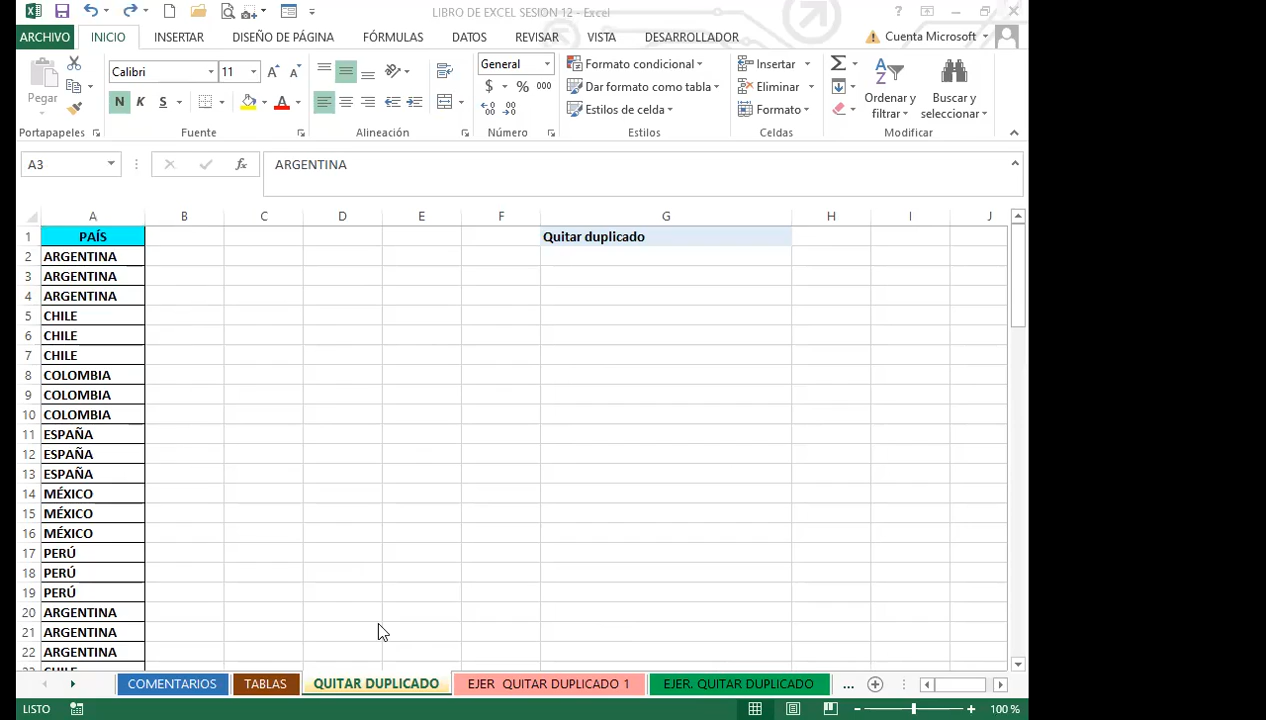 LIBRO DE EXCEL SESION 12 - Excel
ARCHIVO INICIO INSERTAR DISEÑO DE PÁGINA FÓRMULAS DATOS REVISAR VISTA DESARROLLADOR Cuenta Microsoft
Calibri 11 General Formato condicional Insertar
Dar formato como tabla Eliminar
Pegar Ordenar y Buscar y
N K S $ % 000 Estilos de celda Formato filtrar seleccionar
Portapapeles Fuente Alineación Número Estilos Celdas Modificar
A3 fx ARGENTINA
A B C D E F G H I J
1 PAÍS Quitar duplicado
2 ARGENTINA
3 ARGENTINA
4 ARGENTINA
5 CHILE
6 CHILE
7 CHILE
8 COLOMBIA
9 COLOMBIA
10 COLOMBIA
11 ESPAÑA
12 ESPAÑA
13 ESPAÑA
14 MÉXICO
15 MÉXICO
16 MÉXICO
17 PERÚ
18 PERÚ
19 PERÚ
20 ARGENTINA
21 ARGENTINA
22 ARGENTINA
23 CHILE
COMENTARIOS TABLAS QUITAR DUPLICADO EJER QUITAR DUPLICADO 1 EJER. QUITAR DUPLICADO ...
LISTO 100 %